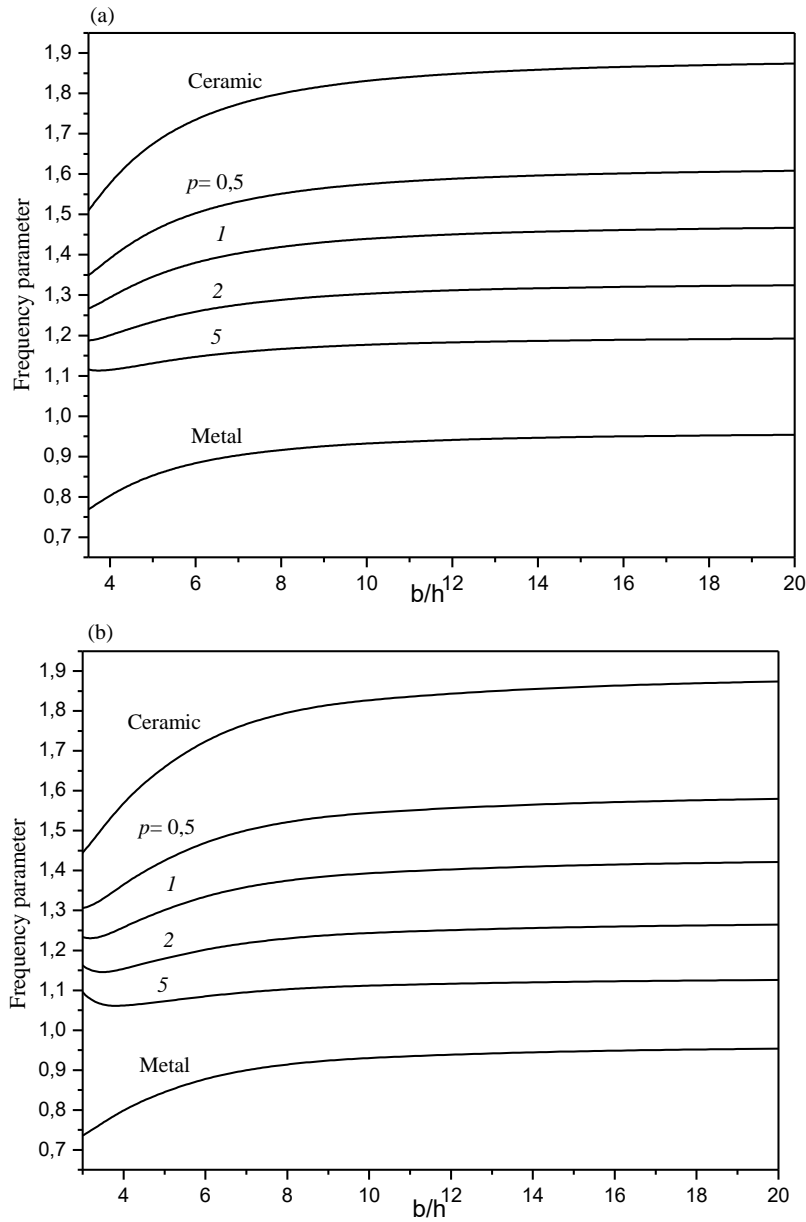 (a)
1,9
Ceramic
1,8
1,7
p= 0,5
1,6
1,5
1
1,4
2
1,3
1,2
5
1,1
1,0
Metal
0,9
0,8
0,7
Frequency parameter
4 6 8 10 12 14 16 18 20
b/h
(b)
1,9
Ceramic
1,8
1,7
1,6
p= 0,5
1,5
1,4
1
1,3
2
1,2
5
1,1
1,0
Metal
0,9
0,8
0,7
Frequency parameter
4 6 8 10 12 14 16 18 20
b/h